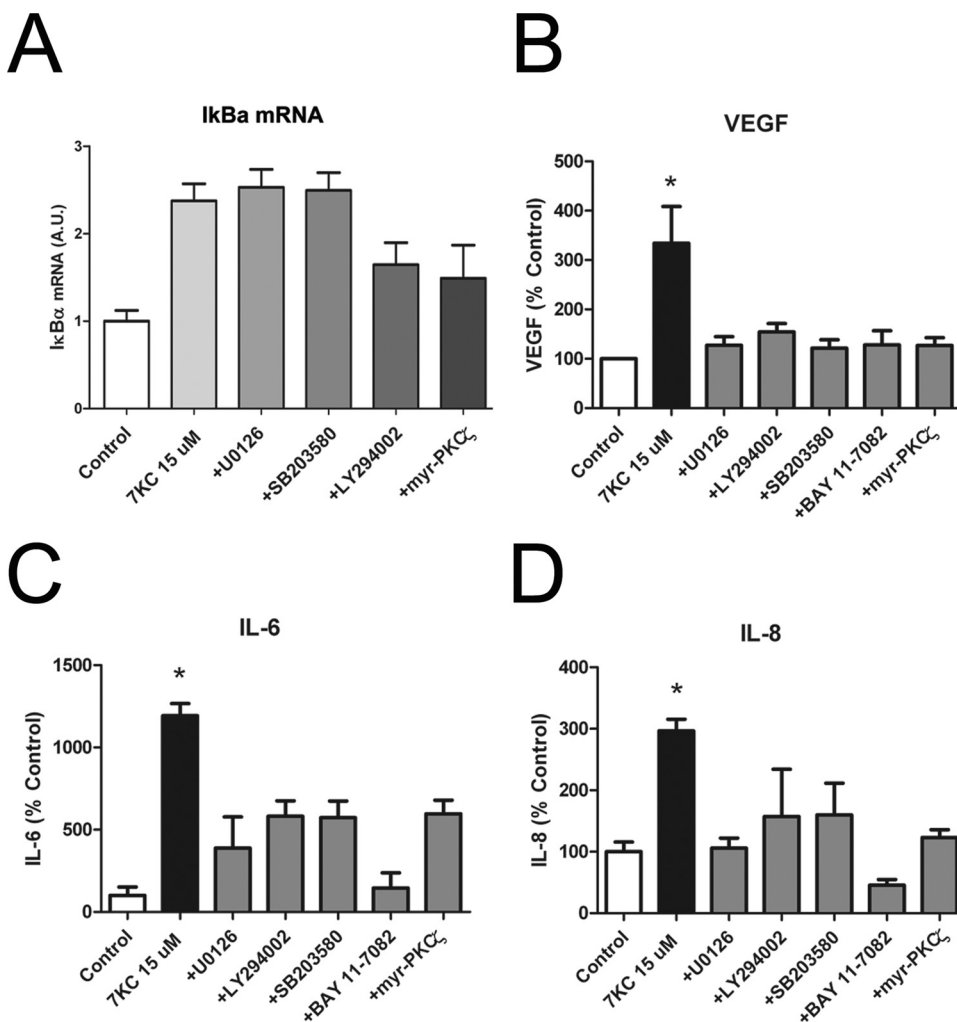 A
IkBa mRNA
IκBα mRNA (A.U.)
3
2
1
0
Control
7KC 15 uM
+U0126
+SB203580
+LY294002
+myr-PKCζ
B
VEGF
VEGF (% Control)
500
400
300
200
100
0
*
Control
7KC 15 uM
+U0126
+LY294002
+SB203580
+BAY 11-7082
+myr-PKCζ
C
IL-6
IL-6 (% Control)
1500
1000
500
0
*
Control
7KC 15 uM
+U0126
+LY294002
+SB203580
+BAY 11-7082
+myr-PKCζ
D
IL-8
IL-8 (% Control)
400
300
200
100
0
*
Control
7KC 15 uM
+U0126
+LY294002
+SB203580
+BAY 11-7082
+myr-PKCζ